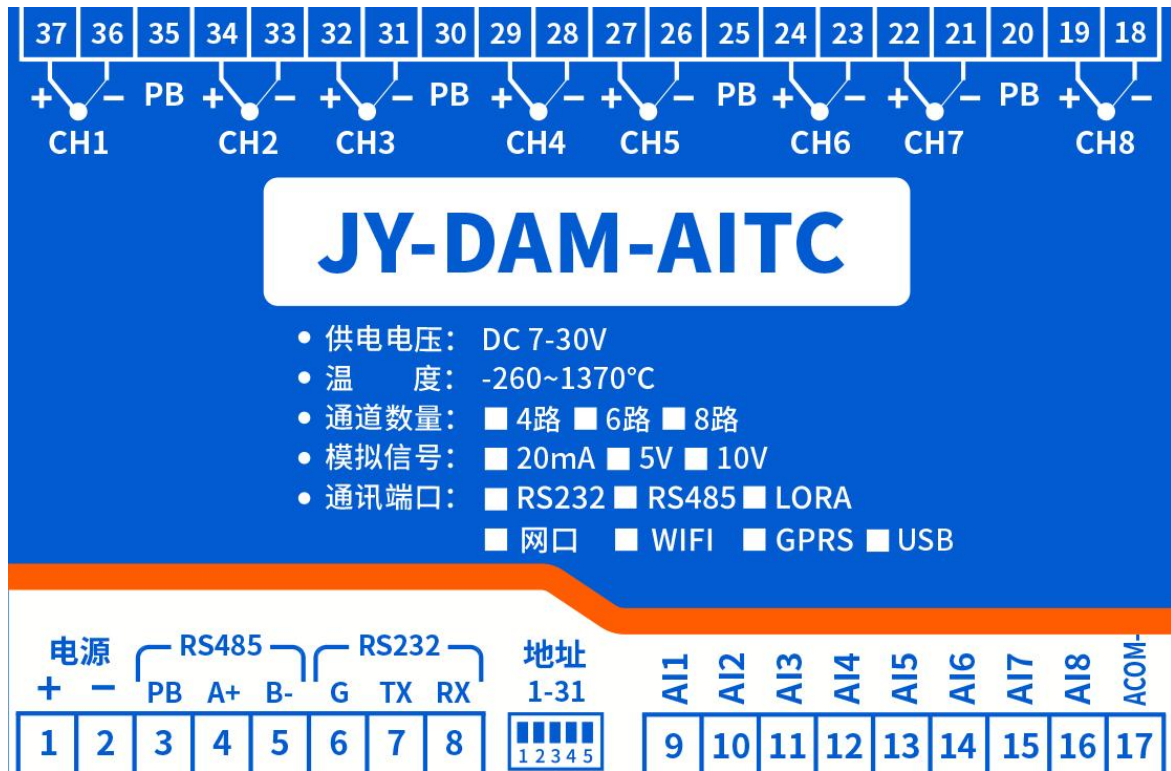 37 36 35 34 33 32 31 30 29 28 27 26 25 24 23 22 21 20 19 18
+ − PB + − + − PB + − + − PB + − + − PB + −
CH1 CH2 CH3 CH4 CH5 CH6 CH7 CH8
JY-DAM-AITC
• 供电电压： DC 7-30V
• 温 度： -260~1370℃
• 通道数量： ■ 4路 ■ 6路 ■ 8路
• 模拟信号： ■ 20mA ■ 5V ■ 10V
• 通讯端口： ■ RS232 ■ RS485 ■ LORA
■ 网口 ■ WIFI ■ GPRS ■ USB
电源 RS485 RS232 地址
+ − PB A+ B- G TX RX 1-31 AI1 AI2 AI3 AI4 AI5 AI6 AI7 AI8 ACOM-
1 2 3 4 5 6 7 8 1 2 3 4 5 9 10 11 12 13 14 15 16 17